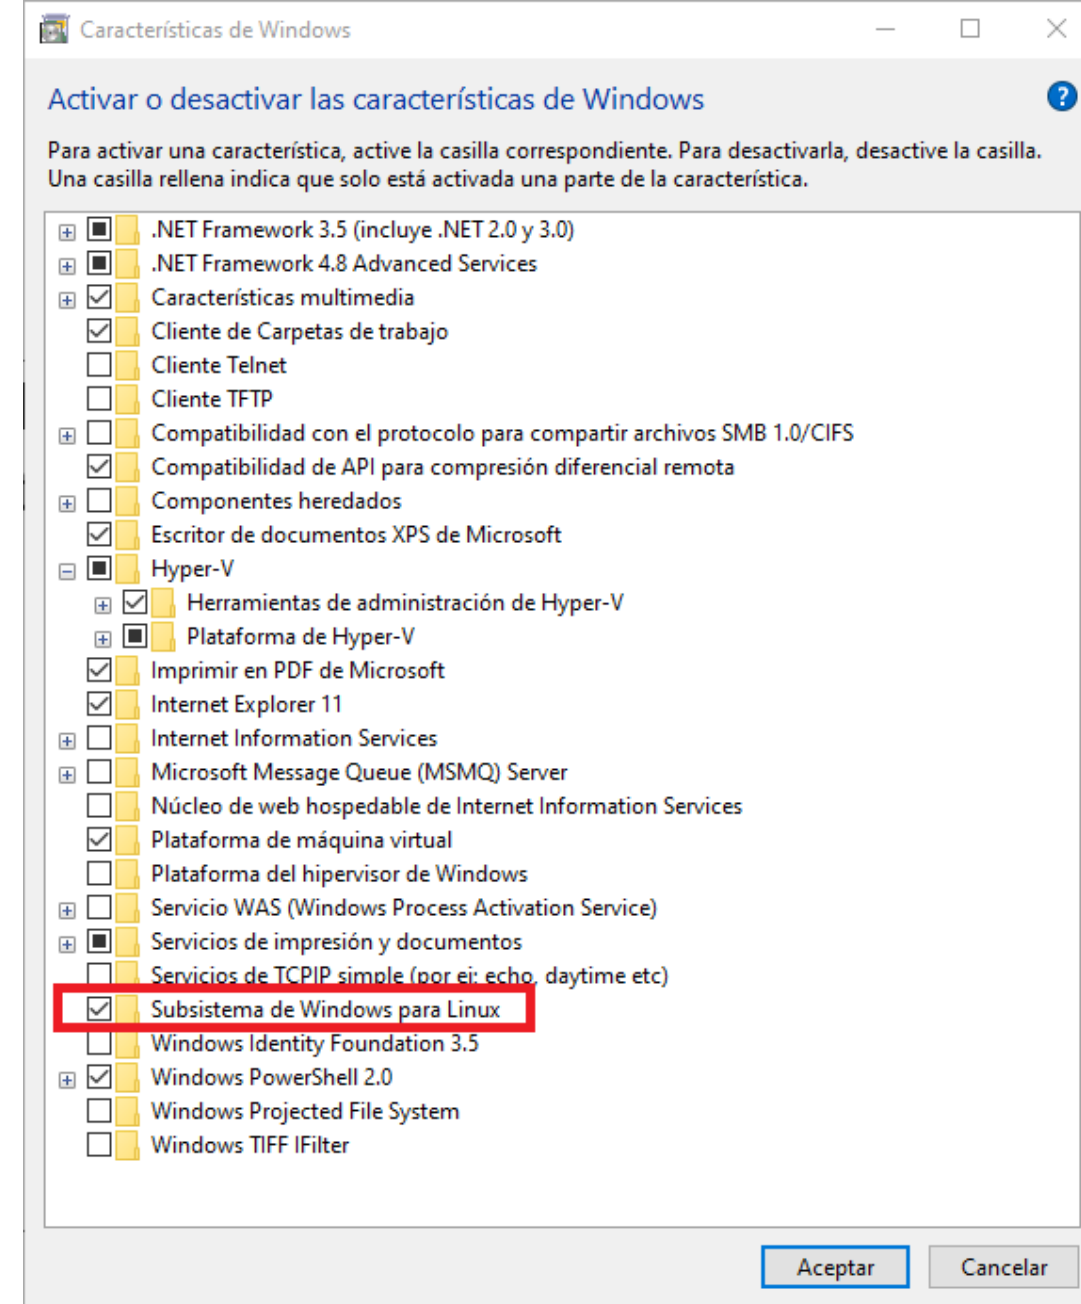 Características de Windows
Activar o desactivar las características de Windows
?
Para activar una característica, active la casilla correspondiente. Para desactivarla, desactive la casilla.
Una casilla rellena indica que solo está activada una parte de la característica.
.NET Framework 3.5 (incluye .NET 2.0 y 3.0)
.NET Framework 4.8 Advanced Services
Características multimedia
Cliente de Carpetas de trabajo
Cliente Telnet
Cliente TFTP
Compatibilidad con el protocolo para compartir archivos SMB 1.0/CIFS
Compatibilidad de API para compresión diferencial remota
Componentes heredados
Escritor de documentos XPS de Microsoft
Hyper-V
Herramientas de administración de Hyper-V
Plataforma de Hyper-V
Imprimir en PDF de Microsoft
Internet Explorer 11
Internet Information Services
Microsoft Message Queue (MSMQ) Server
Núcleo de web hospedable de Internet Information Services
Plataforma de máquina virtual
Plataforma del hipervisor de Windows
Servicio WAS (Windows Process Activation Service)
Servicios de impresión y documentos
Servicios de TCPIP simple (por ej: echo, daytime etc)
Subsistema de Windows para Linux
Windows Identity Foundation 3.5
Windows PowerShell 2.0
Windows Projected File System
Windows TIFF IFilter
Aceptar
Cancelar